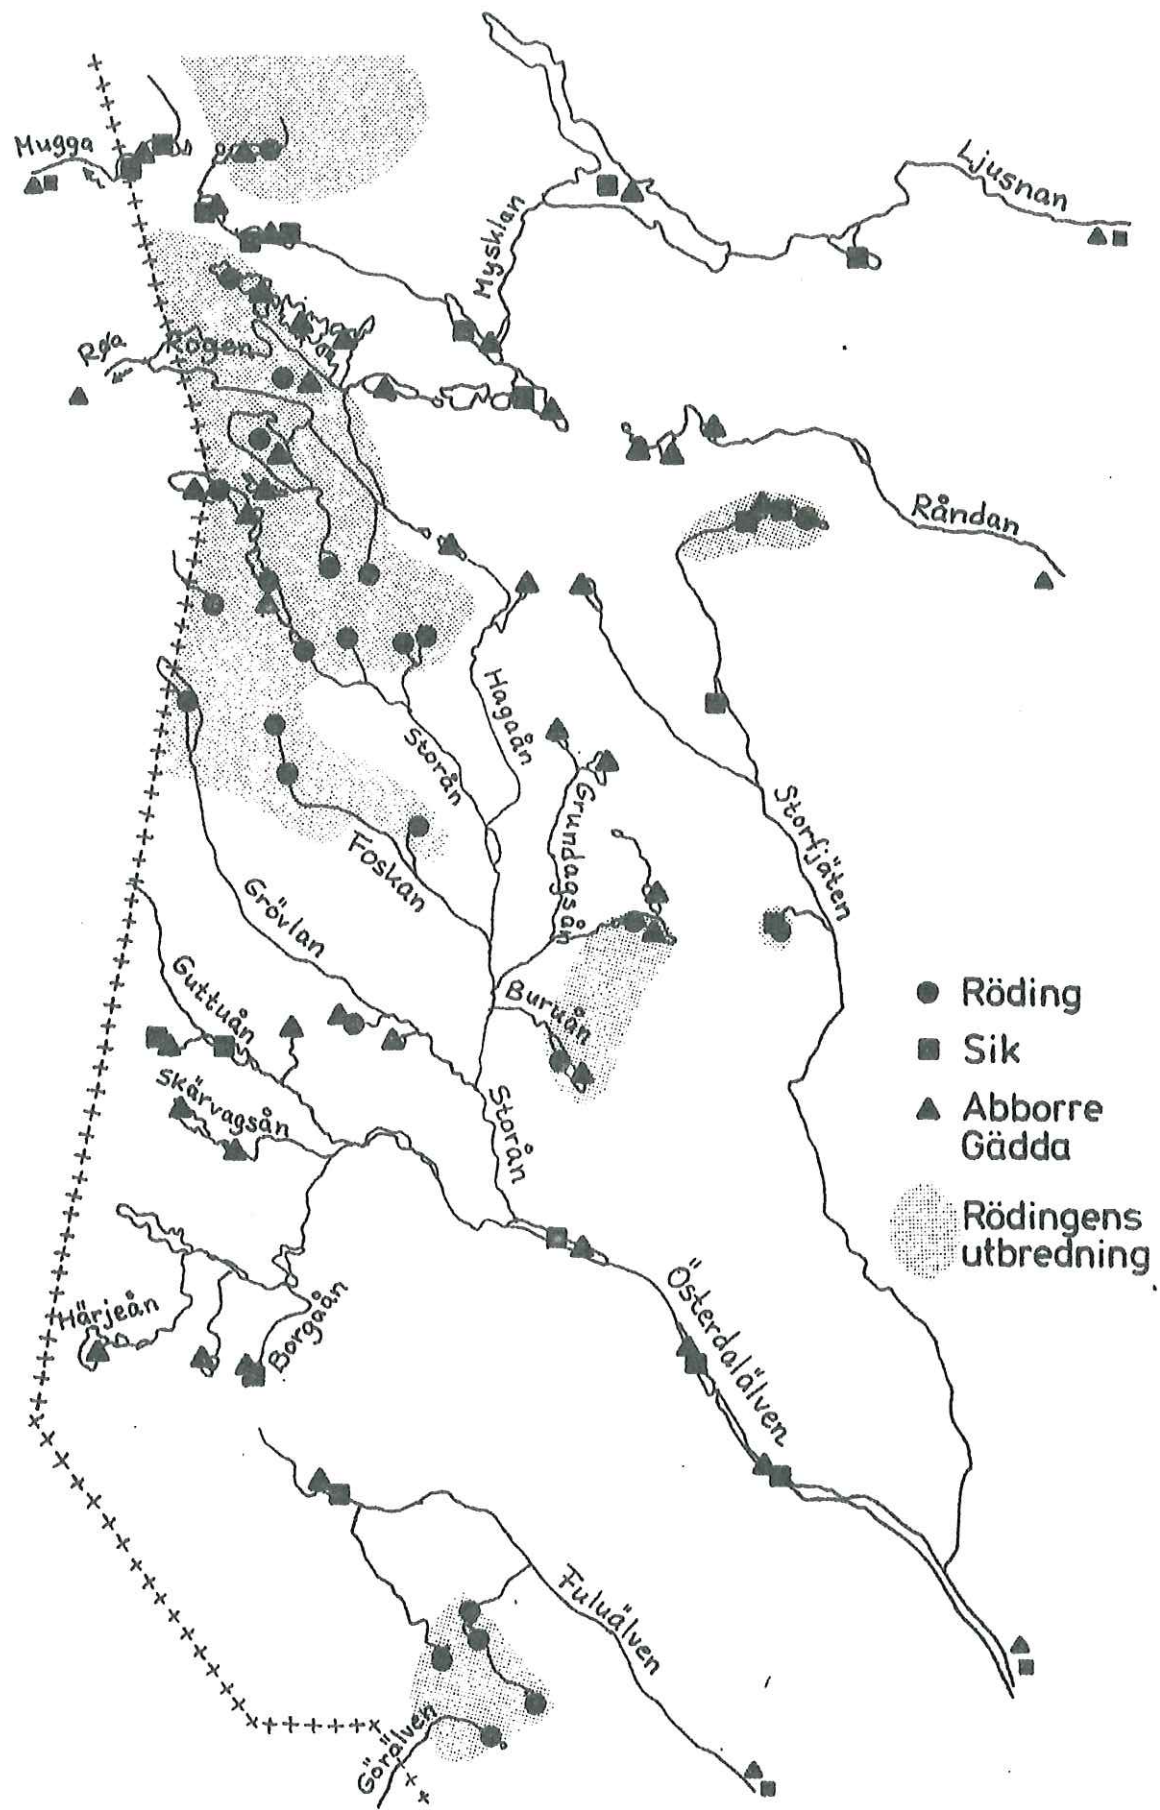 Mugga
Ljusnan
Mysklan
Røa
Rogen
Råndan
Hagaån
Storån
Grundagsån
Storfjäten
Foskan
Grövlan
Guttuån
Buruån
Röding
Sik
Skärvagsån
Storån
Abborre
Gädda
Rödingens
utbredning
Härjeån
Borgaån
Österdalälven
Fuluälven
Görälven